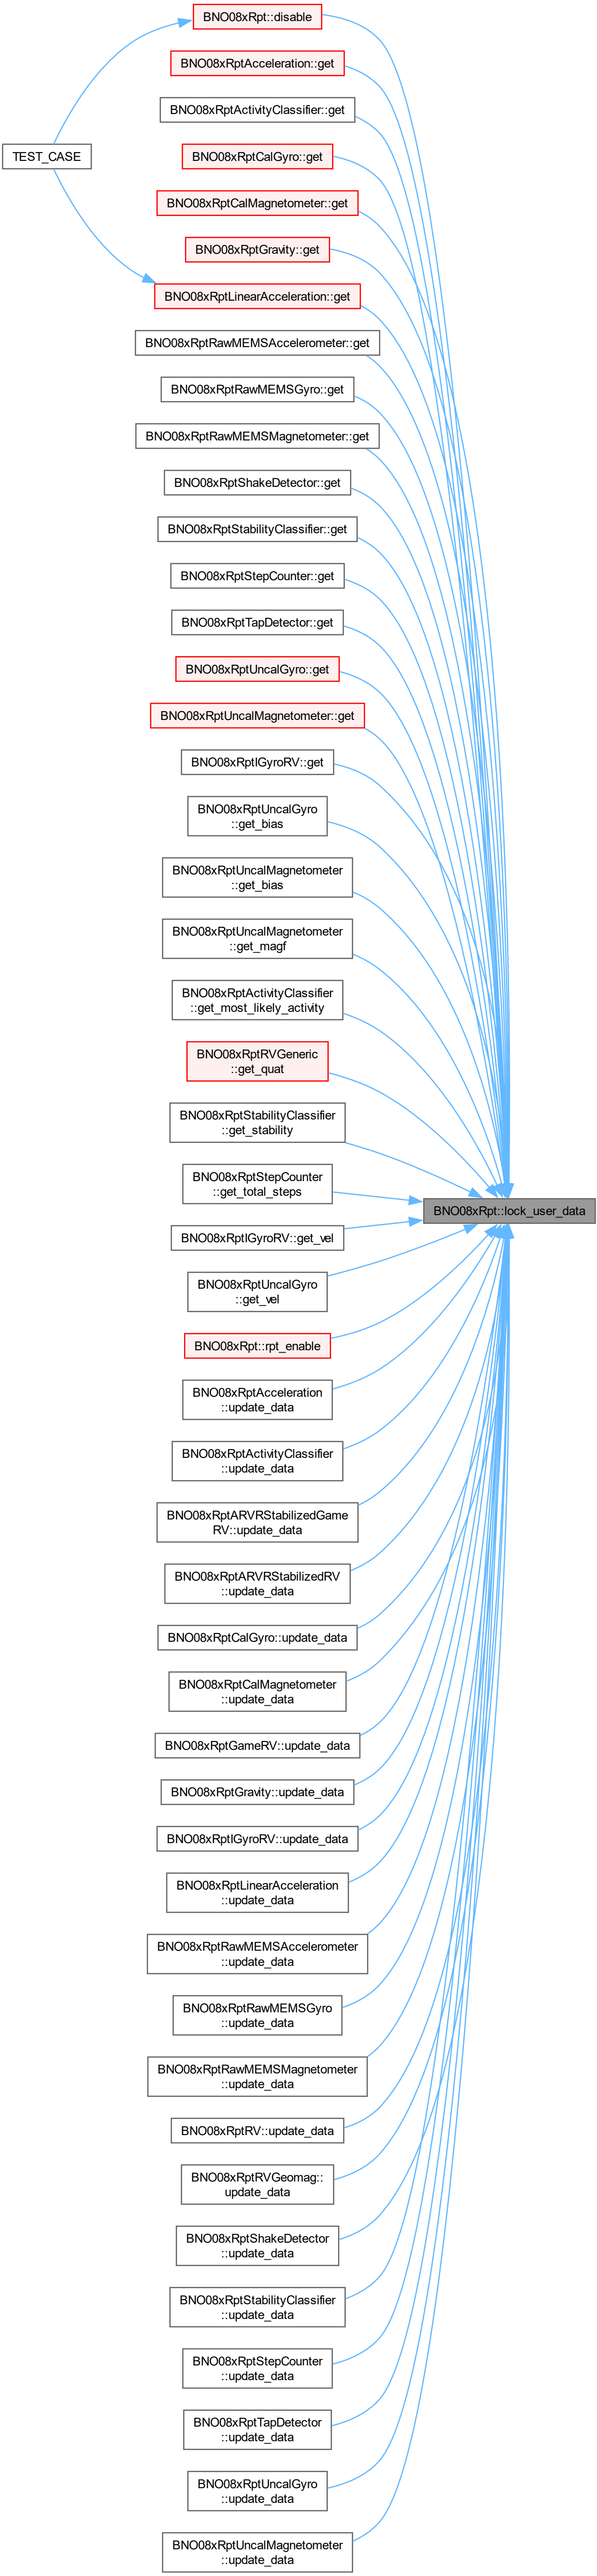 BNO08xRpt::disable
BNO08xRptAcceleration::get
BNO08xRptActivityClassifier::get
TEST_CASE
BNO08xRptCalGyro::get
BNO08xRptCalMagnetometer::get
BNO08xRptGravity::get
BNO08xRptLinearAcceleration::get
BNO08xRptRawMEMSAccelerometer::get
BNO08xRptRawMEMSGyro::get
BNO08xRptRawMEMSMagnetometer::get
BNO08xRptShakeDetector::get
BNO08xRptStabilityClassifier::get
BNO08xRptStepCounter::get
BNO08xRptTapDetector::get
BNO08xRptUncalGyro::get
BNO08xRptUncalMagnetometer::get
BNO08xRptIGyroRV::get
BNO08xRptUncalGyro
::get_bias
BNO08xRptUncalMagnetometer
::get_bias
BNO08xRptUncalMagnetometer
::get_magf
BNO08xRptActivityClassifier
::get_most_likely_activity
BNO08xRptRVGeneric
::get_quat
BNO08xRptStabilityClassifier
::get_stability
BNO08xRptStepCounter
::get_total_steps
BNO08xRpt::lock_user_data
BNO08xRptIGyroRV::get_vel
BNO08xRptUncalGyro
::get_vel
BNO08xRpt::rpt_enable
BNO08xRptAcceleration
::update_data
BNO08xRptActivityClassifier
::update_data
BNO08xRptARVRStabilizedGame
RV::update_data
BNO08xRptARVRStabilizedRV
::update_data
BNO08xRptCalGyro::update_data
BNO08xRptCalMagnetometer
::update_data
BNO08xRptGameRV::update_data
BNO08xRptGravity::update_data
BNO08xRptIGyroRV::update_data
BNO08xRptLinearAcceleration
::update_data
BNO08xRptRawMEMSAccelerometer
::update_data
BNO08xRptRawMEMSGyro
::update_data
BNO08xRptRawMEMSMagnetometer
::update_data
BNO08xRptRV::update_data
BNO08xRptRVGeomag::
update_data
BNO08xRptShakeDetector
::update_data
BNO08xRptStabilityClassifier
::update_data
BNO08xRptStepCounter
::update_data
BNO08xRptTapDetector
::update_data
BNO08xRptUncalGyro
::update_data
BNO08xRptUncalMagnetometer
::update_data